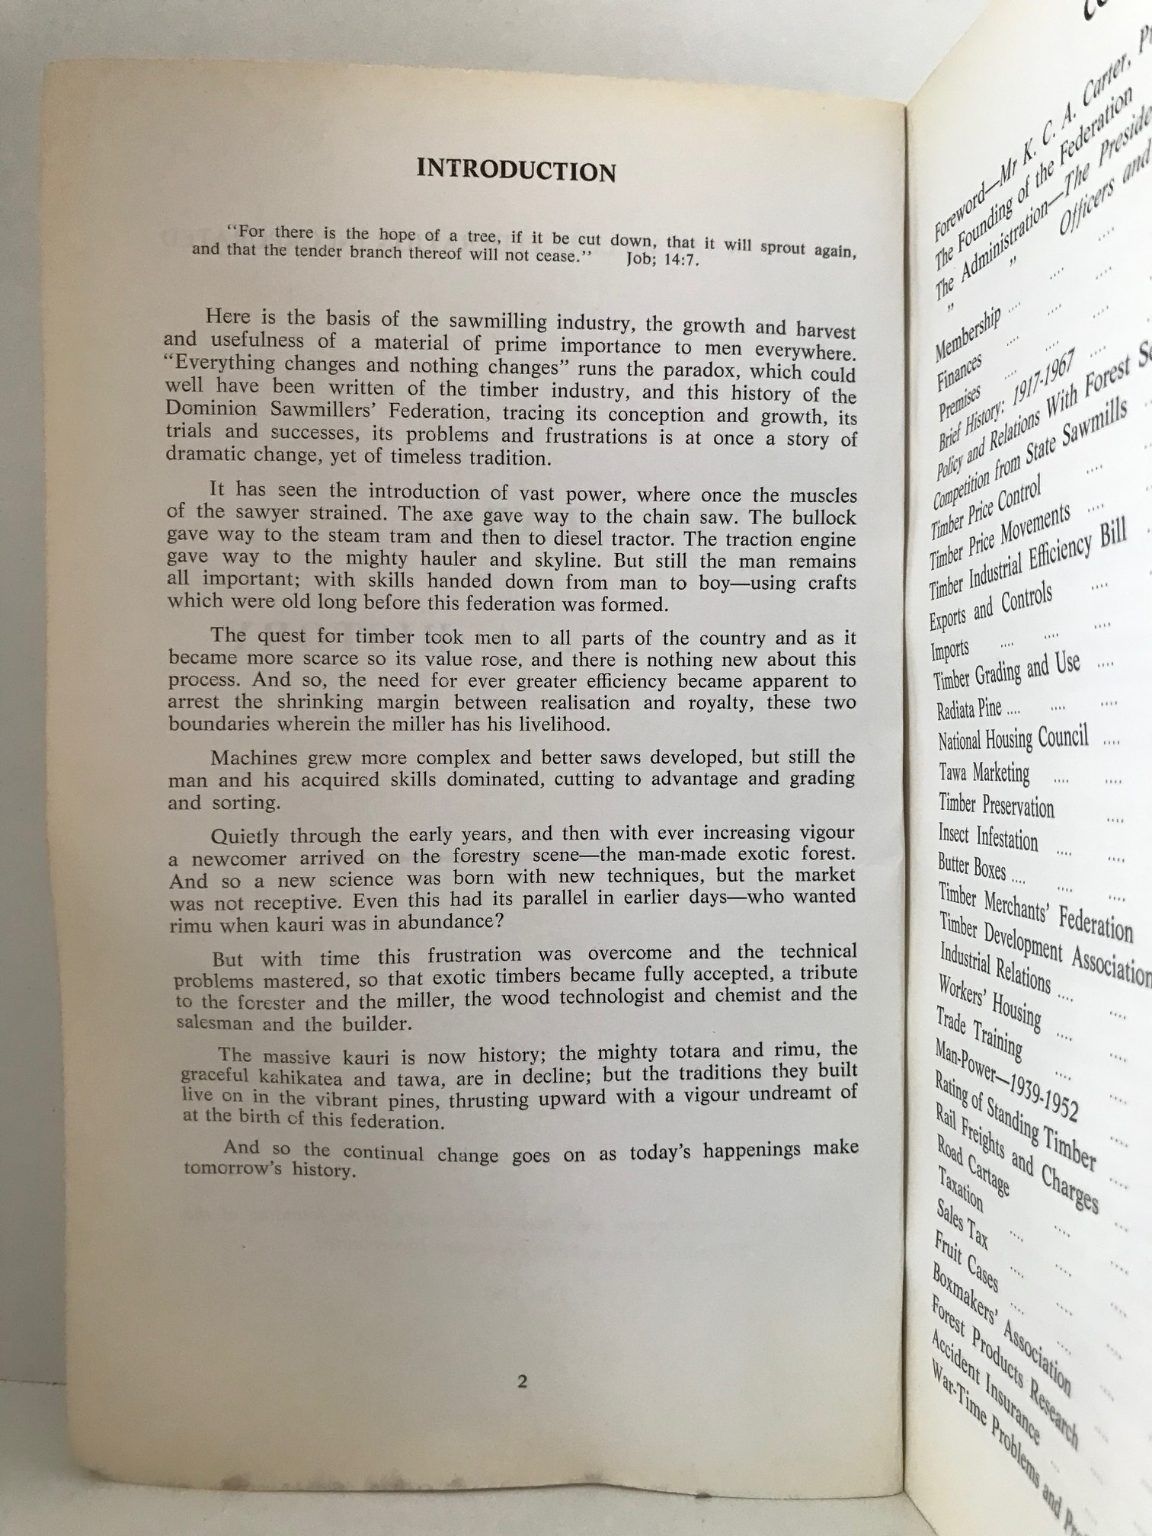 INTRODUCTION
"For there is the hope of a tree, if it be cut down, that it will sprout again,
and that the tender branch thereof will not cease." Job; 14:7.
Here is the basis of the sawmilling industry, the growth and harvest
and usefulness of a material of prime importance to men everywhere.
"Everything changes and nothing changes" runs the paradox, which could
well have been written of the timber industry, and this history of the
Dominion Sawmillers' Federation, tracing its conception and growth, its
trials and successes, its problems and frustrations is at once a story of
dramatic change, yet of timeless tradition.
It has seen the introduction of vast power, where once the muscles
of the sawyer strained. The axe gave way to the chain saw. The bullock
gave way to the steam tram and then to diesel tractor. The traction engine
gave way to the mighty hauler and skyline. But still the man remains
all important; with skills handed down from man to boy—using crafts
which were old long before this federation was formed.
The quest for timber took men to all parts of the country and as it
became more scarce so its value rose, and there is nothing new about this
process. And so, the need for ever greater efficiency became apparent to
arrest the shrinking margin between realisation and royalty, these two
boundaries wherein the miller has his livelihood.
Machines grew more complex and better saws developed, but still the
man and his acquired skills dominated, cutting to advantage and grading
and sorting.
Quietly through the early years, and then with ever increasing vigour
a newcomer arrived on the forestry scene—the man-made exotic forest.
And so a new science was born with new techniques, but the market
was not receptive. Even this had its parallel in earlier days—who wanted
rimu when kauri was in abundance?
But with time this frustration was overcome and the technical
problems mastered, so that exotic timbers became fully accepted, a tribute
to the forester and the miller, the wood technologist and chemist and the
salesman and the builder.
The massive kauri is now history; the mighty totara and rimu, the
graceful kahikatea and tawa, are in decline; but the traditions they built
live on in the vibrant pines, thrusting upward with a vigour undreamt of
at the birth of this federation.
And so the continual change goes on as today's happenings make
tomorrow's history.
2
Foreword—Mr K. C. A. Carter,
The Founding of the Federation
The Administration—The
" " Officers and
Membership ....
Finances ....
Premises ....
Brief History: 1917-1967 ....
Policy and Relations With Forest
Competition from State Sawmills
Timber Price Control ....
Timber Price Movements ....
Timber Industrial Efficiency Bill
Exports and Controls ....
Imports .... .... ....
Timber Grading and Use ....
Radiata Pine .... .... ....
National Housing Council ....
Tawa Marketing .... ....
Timber Preservation ....
Insect Infestation .... ....
Butter Boxes .... .... ....
Timber Merchants' Federation
Timber Development Association
Industrial Relations .... ....
Workers' Housing .... ....
Trade Training ....
Man-Power—1939-1952 ....
Rating of Standing Timber ....
Rail Freights and Charges ....
Road Cartage .... ....
Taxation .... ....
Sales Tax .... ....
Fruit Cases .... ....
Boxmakers' Association ....
Forest Products Research
Accident Insurance ....
War-Time Problems and